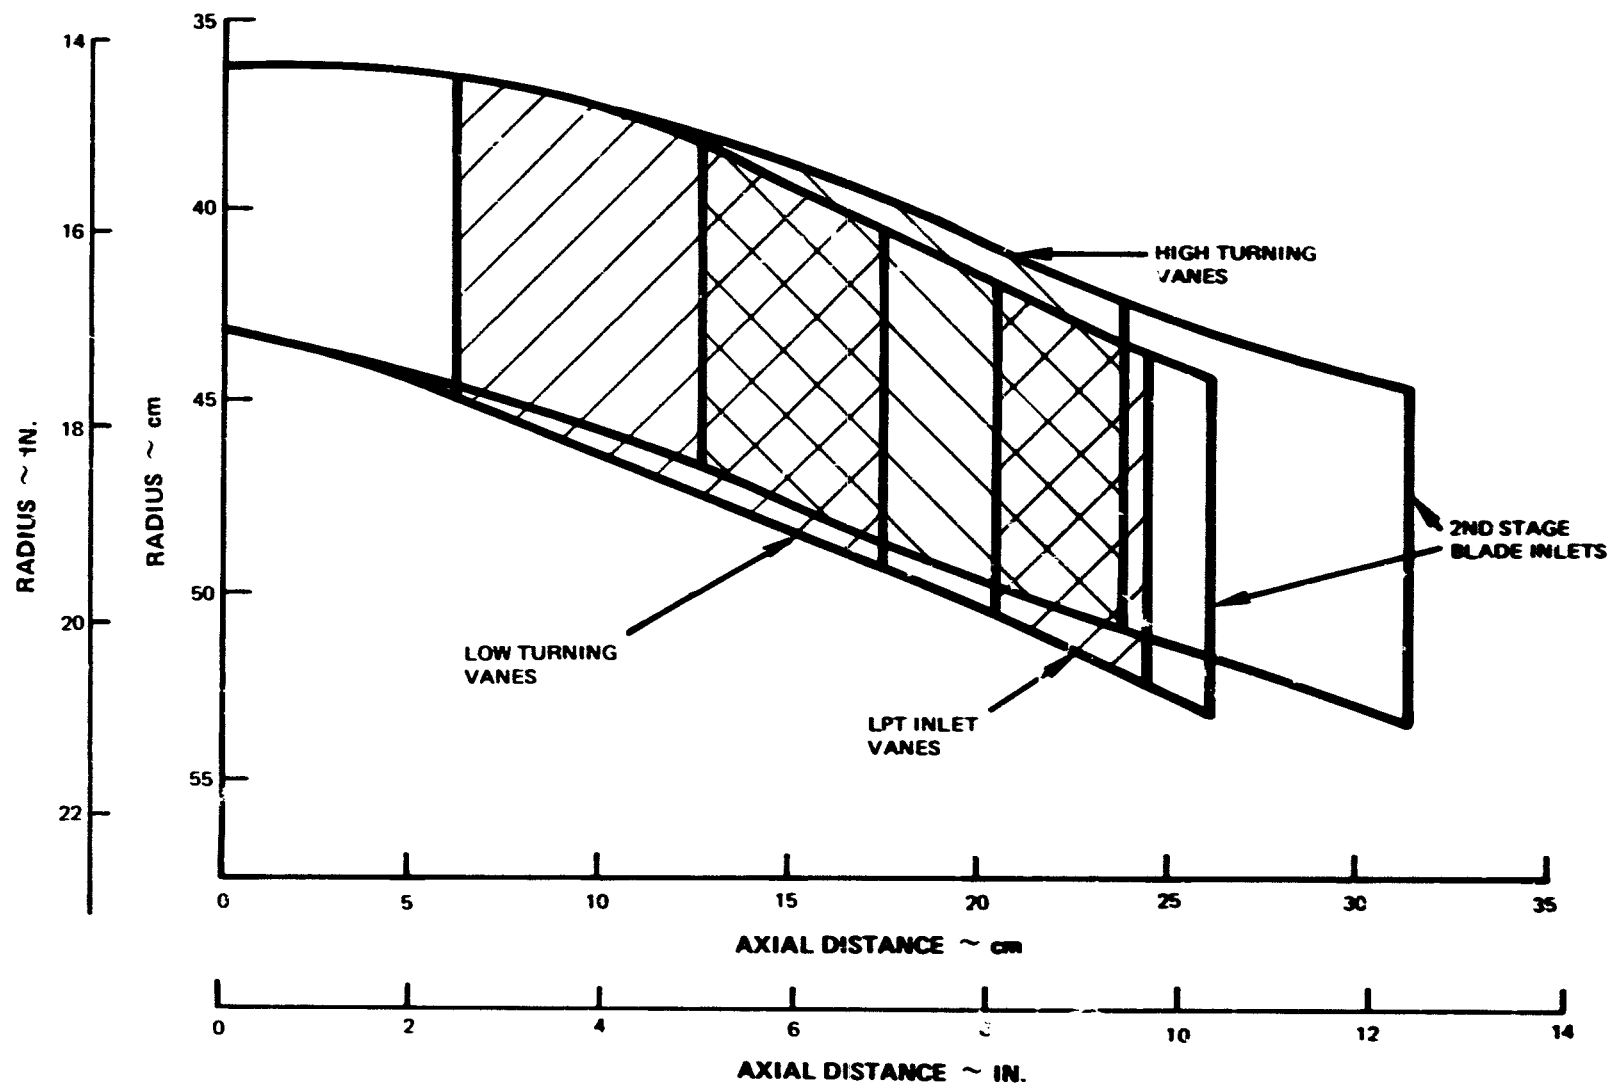 35
14
40
16
HIGH TURNING
VANES
45
18
RADIUS ~ IN.
RADIUS ~ cm
2ND STAGE
BLADE INLETS
50
20
LOW TURNING
VANES
LPT INLET
VANES
55
22
0 5 10 15 20 25 30 35
AXIAL DISTANCE ~ cm
0 2 4 6 10 12 14
AXIAL DISTANCE ~ IN.